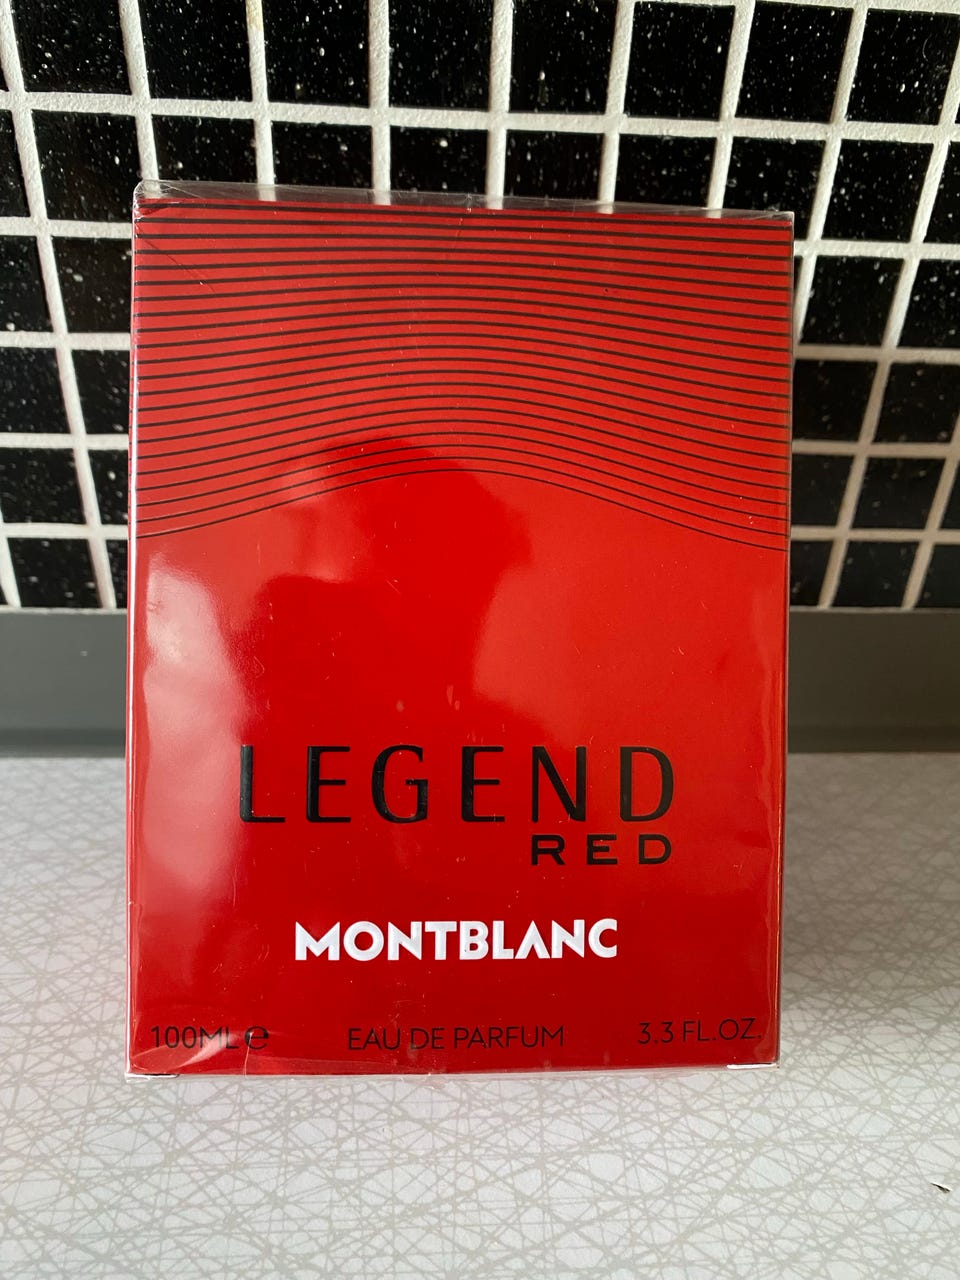 LEGEND
RED
MONTBLANC
100ML ℮ EAU DE PARFUM 3.3 FL.OZ.